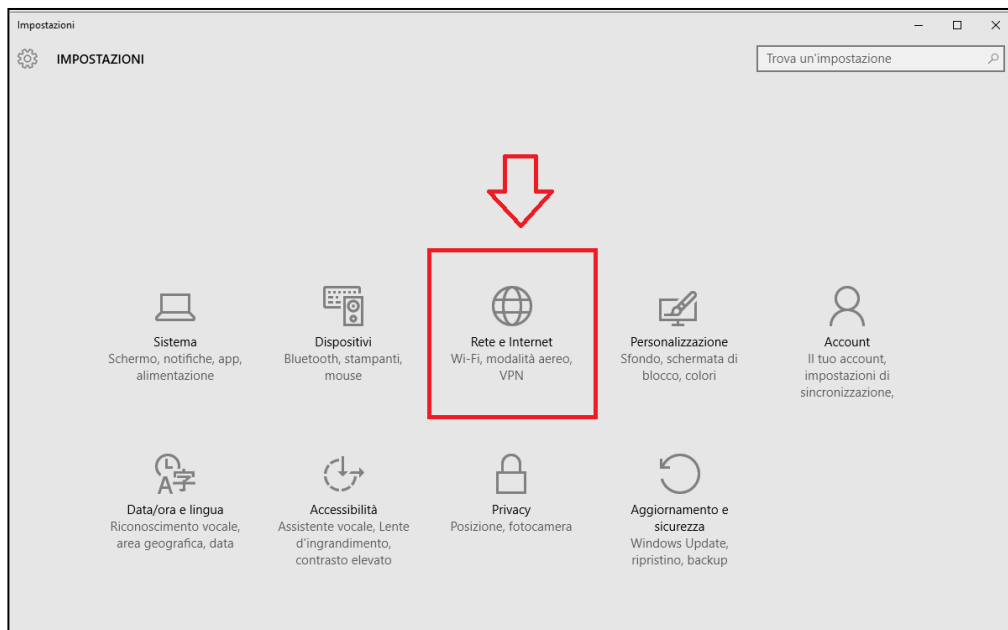 Impostazioni
IMPOSTAZIONI
Trova un'impostazione
Sistema
Schermo, notifiche, app,
alimentazione
Dispositivi
Bluetooth, stampanti,
mouse
Rete e Internet
Wi-Fi, modalità aereo,
VPN
Personalizzazione
Sfondo, schermata di
blocco, colori
Account
Il tuo account,
impostazioni di
sincronizzazione,
Data/ora e lingua
Riconoscimento vocale,
area geografica, data
Accessibilità
Assistente vocale, Lente
d'ingrandimento,
contrasto elevato
Privacy
Posizione, fotocamera
Aggiornamento e
sicurezza
Windows Update,
ripristino, backup